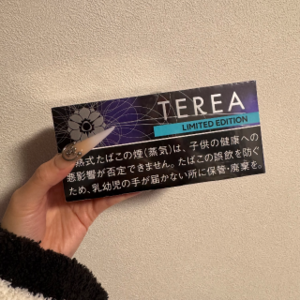 TEREA
LIMITED EDITION
加熱式たばこの煙(蒸気)は、子供の健康への
悪影響が否定できません。たばこの誤飲を防ぐ
ため、乳幼児の手が届かない所に保管・廃棄を。